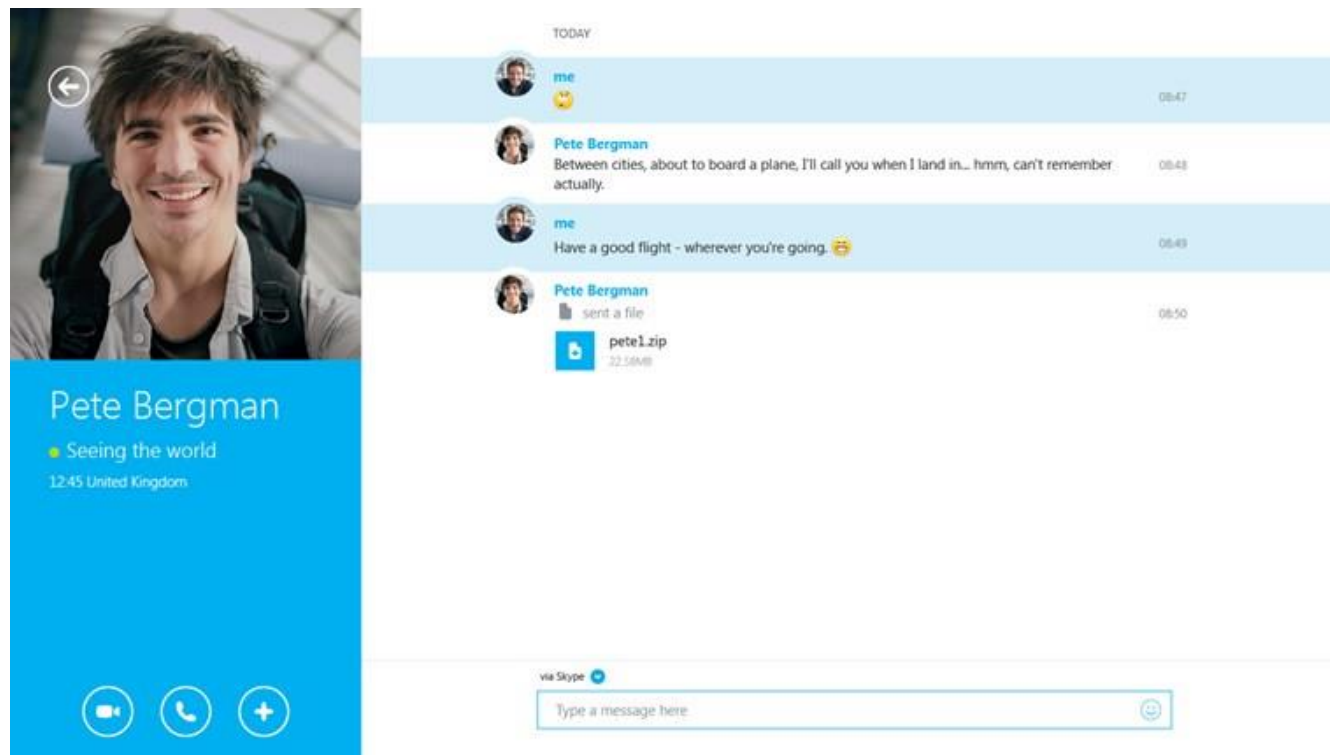 TODAY
me
08:47
Pete Bergman
Between cities, about to board a plane, I'll call you when I land in... hmm, can't remember
08:48
actually.
me
Have a good flight - wherever you're going.
08:49
Pete Bergman
sent a file
08:50
pete1.zip
22.58MB
Pete Bergman
Seeing the world
12:45 United Kingdom
via Skype
Type a message here